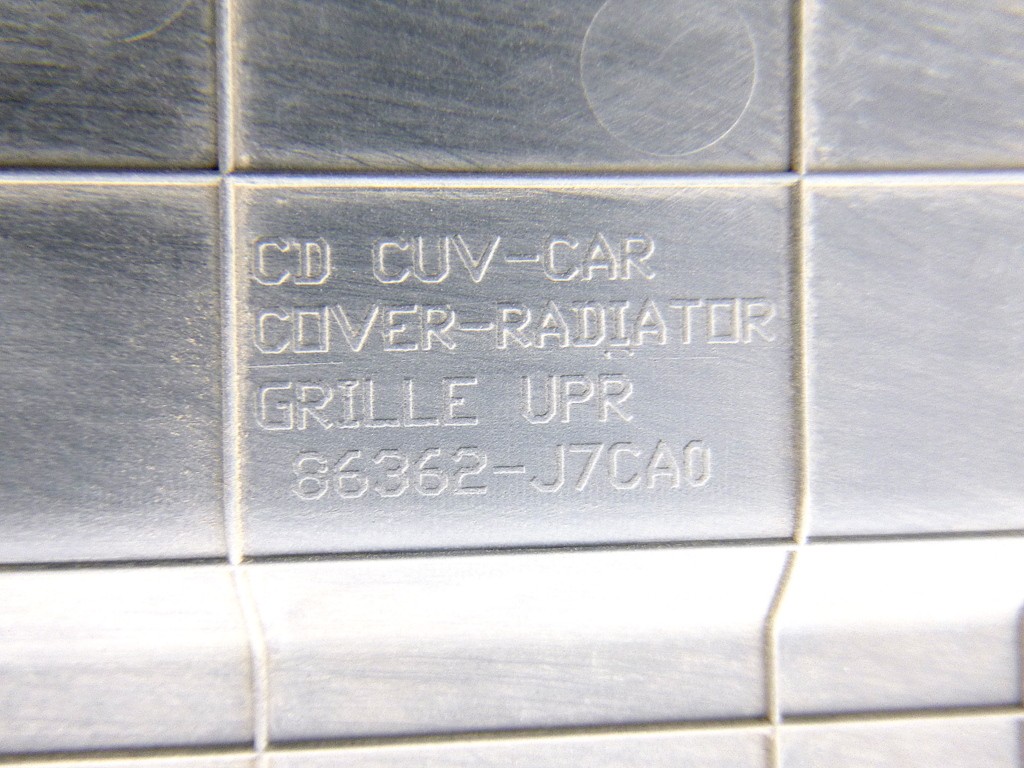 CD CUV-CAR
COVER-RADIATOR
GRILLE UPR
86362-J7CA0